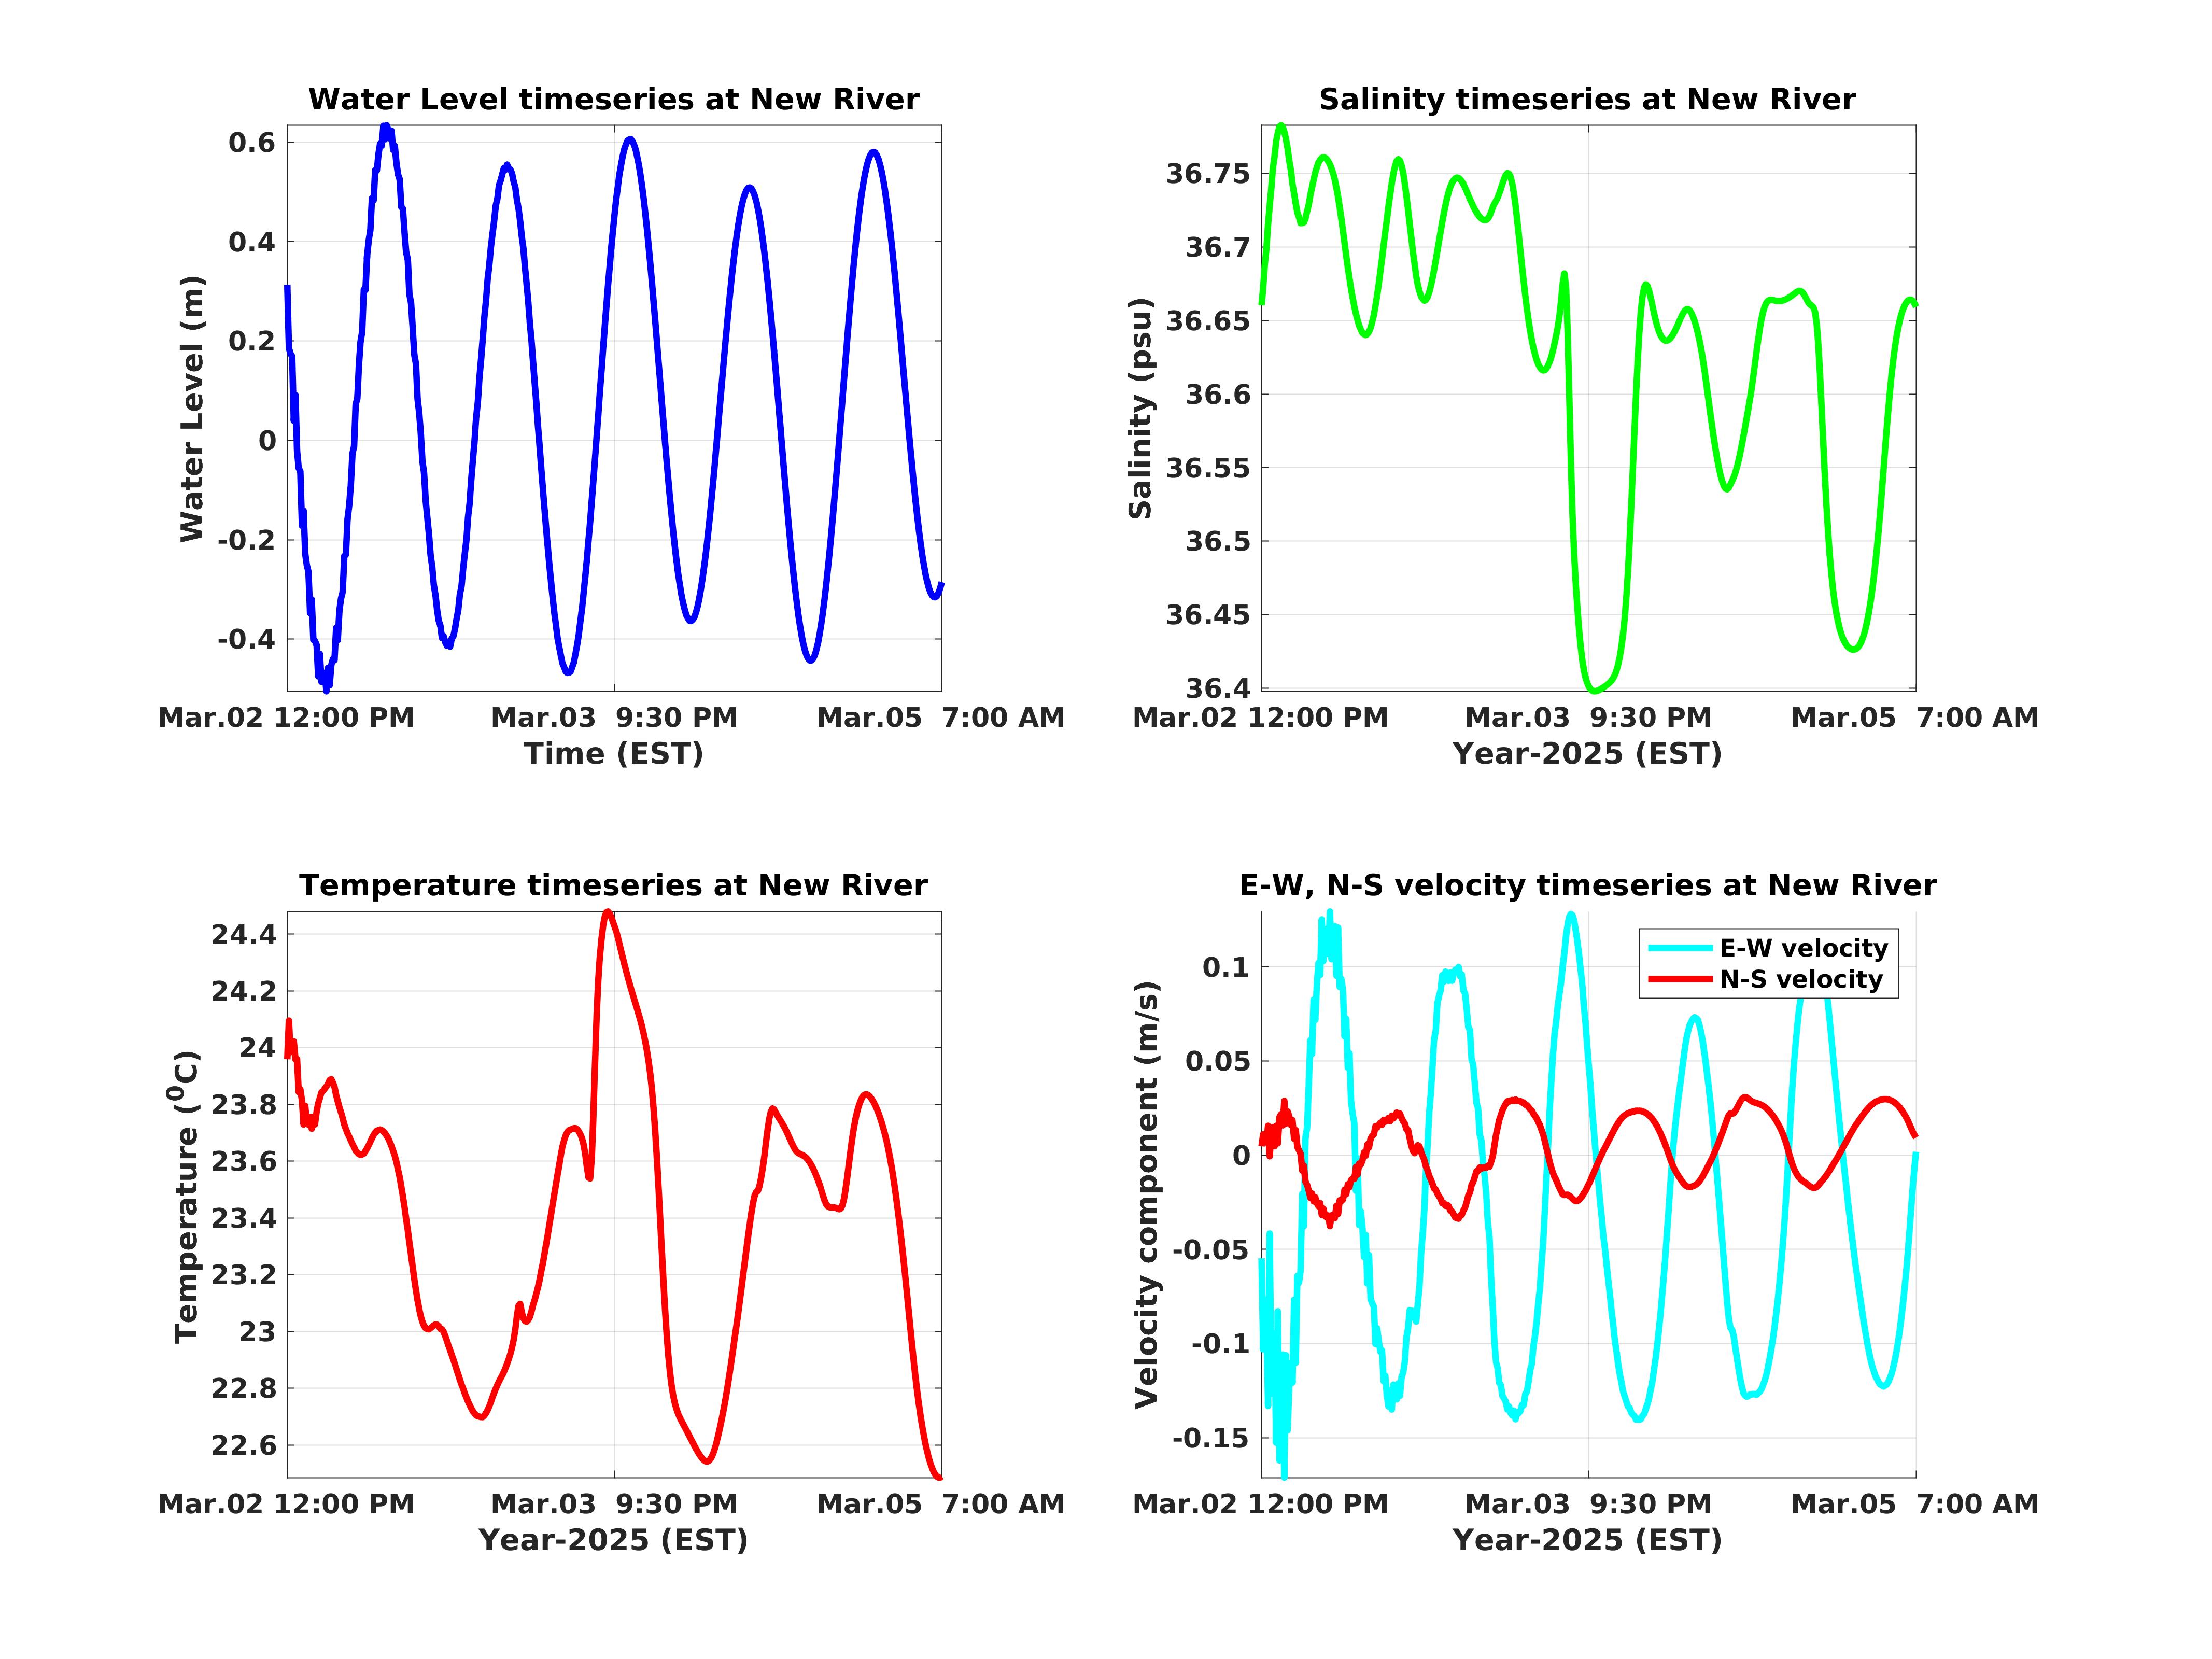 Water Level timeseries at New River
Water Level (m)
0.6
0.4
0.2
0
-0.2
-0.4
Mar.02 12:00 PM
Mar.03  9:30 PM
Mar.05  7:00 AM
Time (EST)
Salinity timeseries at New River
Salinity (psu)
36.75
36.7
36.65
36.6
36.55
36.5
36.45
36.4
Mar.02 12:00 PM
Mar.03  9:30 PM
Mar.05  7:00 AM
Year-2025 (EST)
Temperature timeseries at New River
Temperature (⁰C)
24.4
24.2
24
23.8
23.6
23.4
23.2
23
22.8
22.6
Mar.02 12:00 PM
Mar.03  9:30 PM
Mar.05  7:00 AM
Year-2025 (EST)
E-W, N-S velocity timeseries at New River
Velocity component (m/s)
0.1
0.05
0
-0.05
-0.1
-0.15
E-W velocity
N-S velocity
Mar.02 12:00 PM
Mar.03  9:30 PM
Mar.05  7:00 AM
Year-2025 (EST)